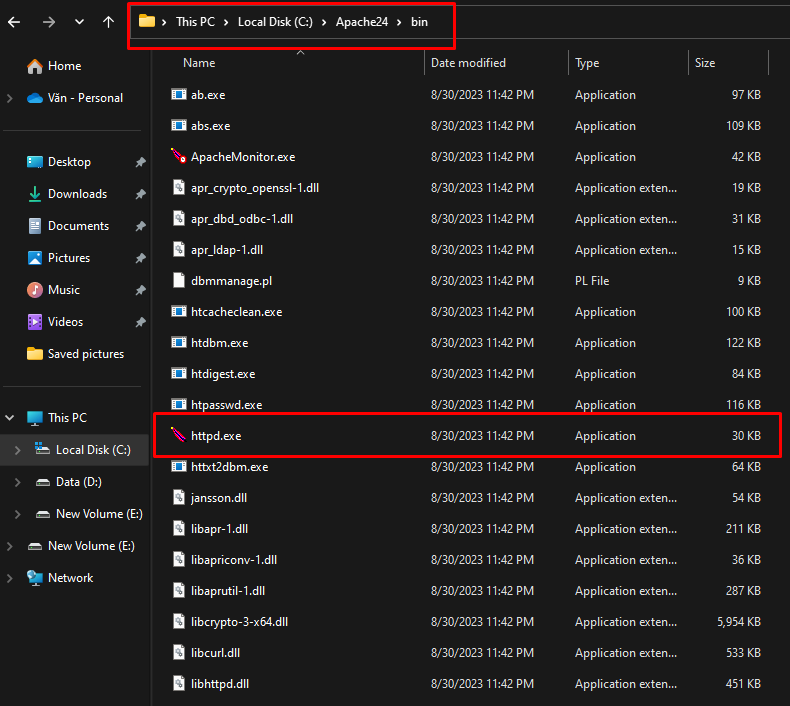 This PC > Local Disk (C:) > Apache24 > bin
Name Date modified Type Size
Home
Văn - Personal
Desktop
Downloads
Documents
Pictures
Music
Videos
Saved pictures
This PC
Local Disk (C:)
Data (D:)
New Volume (E:)
New Volume (E:)
Network
ab.exe 8/30/2023 11:42 PM Application 97 KB
abs.exe 8/30/2023 11:42 PM Application 109 KB
ApacheMonitor.exe 8/30/2023 11:42 PM Application 42 KB
apr_crypto_openssl-1.dll 8/30/2023 11:42 PM Application exten... 19 KB
apr_dbd_odbc-1.dll 8/30/2023 11:42 PM Application exten... 31 KB
apr_ldap-1.dll 8/30/2023 11:42 PM Application exten... 15 KB
dbmmanage.pl 8/30/2023 11:42 PM PL File 9 KB
htcacheclean.exe 8/30/2023 11:42 PM Application 100 KB
htdbm.exe 8/30/2023 11:42 PM Application 122 KB
htdigest.exe 8/30/2023 11:42 PM Application 84 KB
htpasswd.exe 8/30/2023 11:42 PM Application 116 KB
httpd.exe 8/30/2023 11:42 PM Application 30 KB
httxt2dbm.exe 8/30/2023 11:42 PM Application 64 KB
jansson.dll 8/30/2023 11:42 PM Application exten... 54 KB
libapr-1.dll 8/30/2023 11:42 PM Application exten... 211 KB
libapriconv-1.dll 8/30/2023 11:42 PM Application exten... 36 KB
libaprutil-1.dll 8/30/2023 11:42 PM Application exten... 287 KB
libcrypto-3-x64.dll 8/30/2023 11:42 PM Application exten... 5,954 KB
libcurl.dll 8/30/2023 11:42 PM Application exten... 533 KB
libhttpd.dll 8/30/2023 11:42 PM Application exten... 451 KB